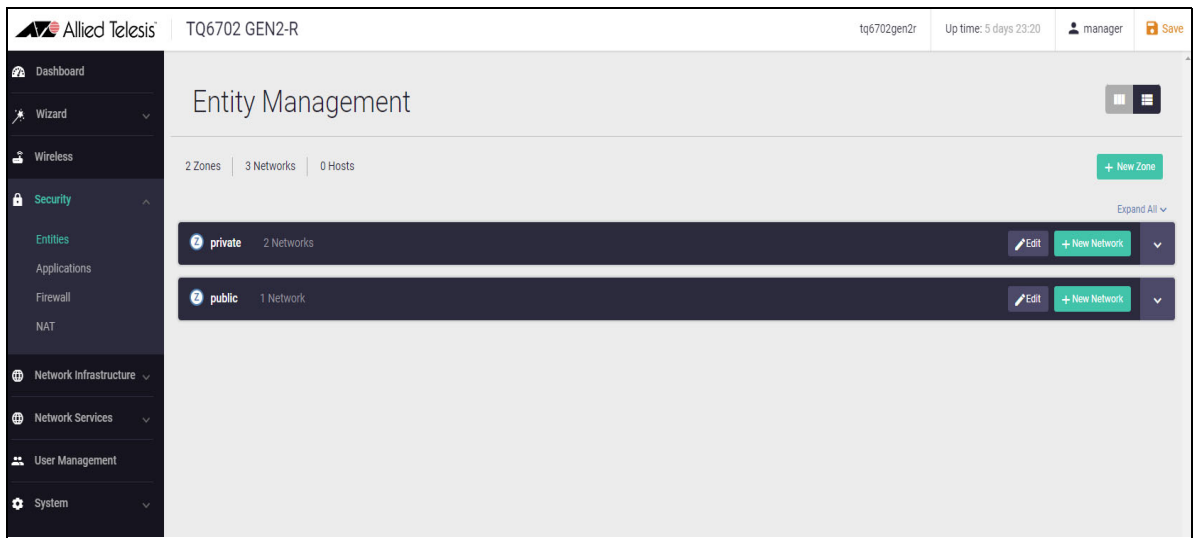 Allied Telesis TQ6702 GEN2-R tq6702gen2r Up time: 5 days 23:20 manager Save
Dashboard
Wizard
Wireless
Security
Entities
Applications
Firewall
NAT
Network Infrastructure
Network Services
User Management
System
Entity Management
2 Zones 3 Networks 0 Hosts + New Zone
Expand All
Z private 2 Networks Edit + New Network
Z public 1 Network Edit + New Network